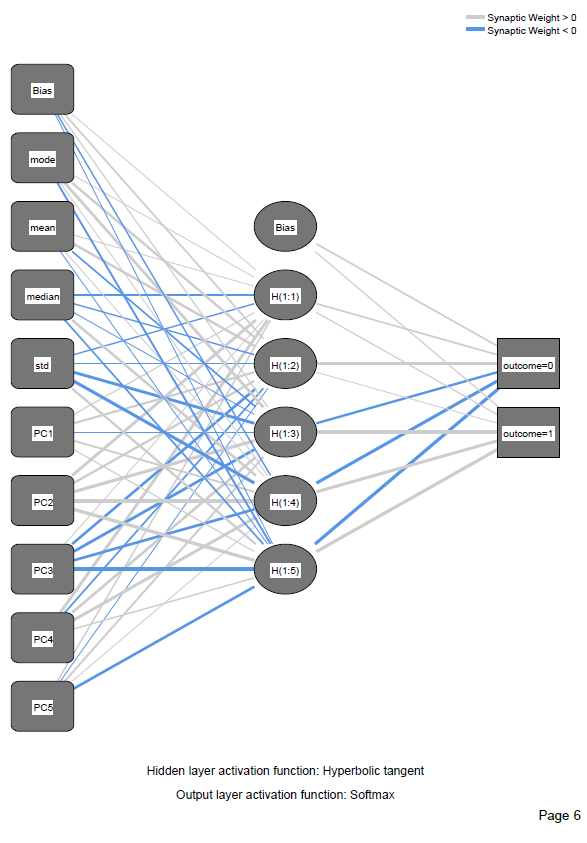 Synaptic Weight > 0
Synaptic Weight < 0
Bias
mode
mean
median
std
PC1
PC2
PC3
PC4
PC5
Bias
H(1:1)
H(1:2)
H(1:3)
H(1:4)
H(1:5)
outcome=0
outcome=1
Hidden layer activation function: Hyperbolic tangent
Output layer activation function: Softmax
Page 6